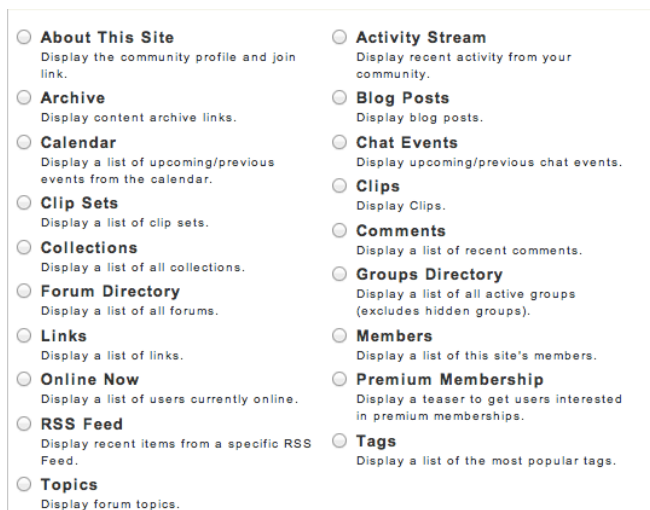 About This Site
Display the community profile and join
link.
Archive
Display content archive links.
Calendar
Display a list of upcoming/previous
events from the calendar.
Clip Sets
Display a list of clip sets.
Collections
Display a list of all collections.
Forum Directory
Display a list of all forums.
Links
Display a list of links.
Online Now
Display a list of users currently online.
RSS Feed
Display recent items from a specific RSS
Feed.
Topics
Display forum topics.
Activity Stream
Display recent activity from your
community.
Blog Posts
Display blog posts.
Chat Events
Display upcoming/previous chat events.
Clips
Display Clips.
Comments
Display a list of recent comments.
Groups Directory
Display a list of all active groups
(excludes hidden groups).
Members
Display a list of this site's members.
Premium Membership
Display a teaser to get users interested
in premium memberships.
Tags
Display a list of the most popular tags.